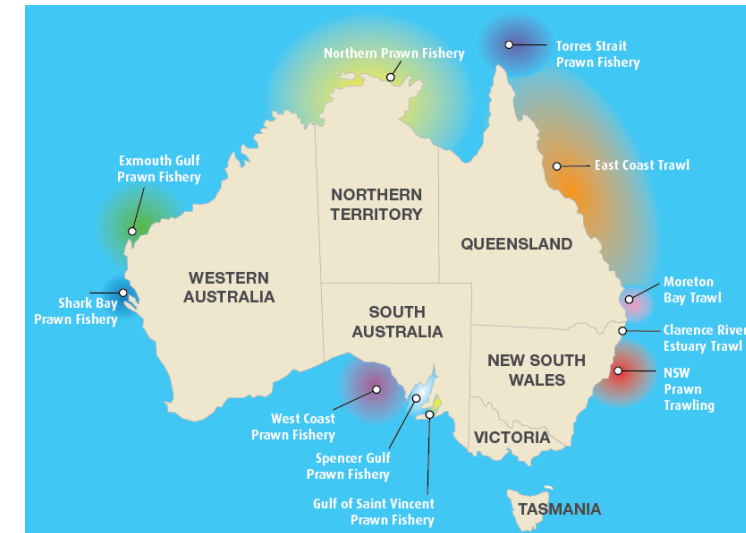 Northern Prawn Fishery
Torres Strait
Prawn Fishery
Exmouth Gulf
Prawn Fishery
East Coast Trawl
NORTHERN
TERRITORY
QUEENSLAND
WESTERN
AUSTRALIA
Moreton
Bay Trawl
Shark Bay
Prawn Fishery
SOUTH
AUSTRALIA
Clarence River
Estuary Trawl
NEW SOUTH
WALES
NSW
Prawn
Trawling
West Coast
Prawn Fishery
VICTORIA
Spencer Gulf
Prawn Fishery
Gulf of Saint Vincent
Prawn Fishery
TASMANIA